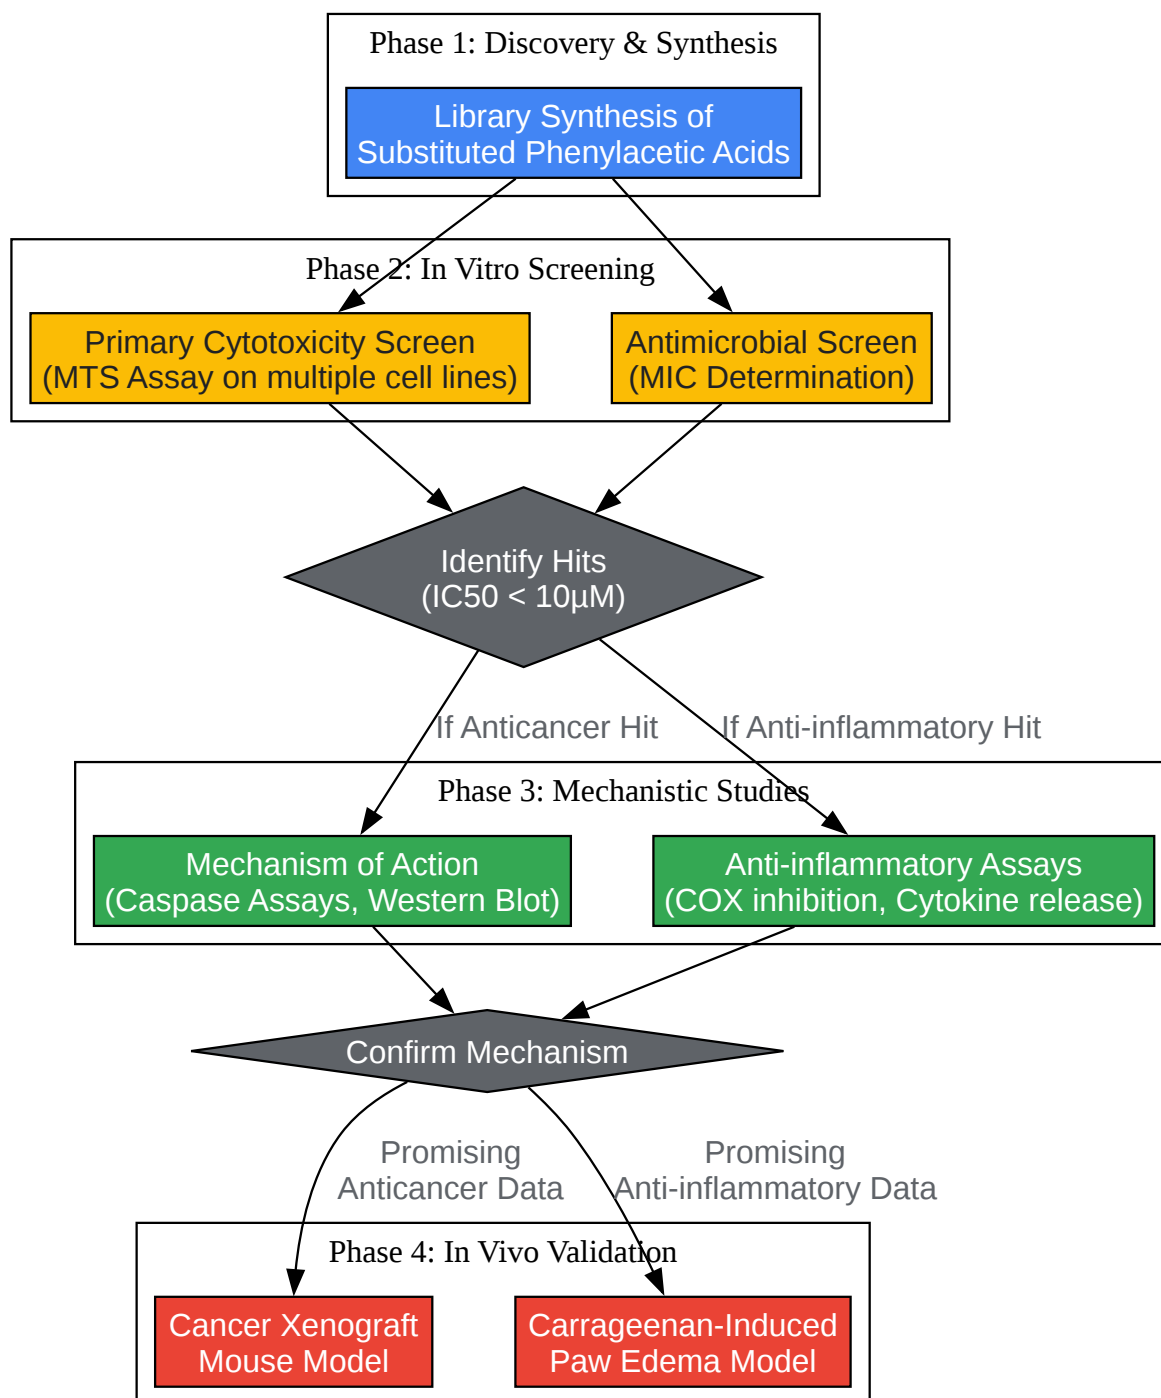 Phase 1: Discovery & Synthesis
Library Synthesis of
Substituted Phenylacetic Acids
Phase 2: In Vitro Screening
Primary Cytotoxicity Screen
(MTS Assay on multiple cell lines)
Antimicrobial Screen
(MIC Determination)
Identify Hits
(IC50 < 10µM)
If Anticancer Hit
If Anti-inflammatory Hit
Phase 3: Mechanistic Studies
Mechanism of Action
(Caspase Assays, Western Blot)
Anti-inflammatory Assays
(COX inhibition, Cytokine release)
Confirm Mechanism
Promising
Anticancer Data
Promising
Anti-inflammatory Data
Phase 4: In Vivo Validation
Cancer Xenograft
Mouse Model
Carrageenan-Induced
Paw Edema Model